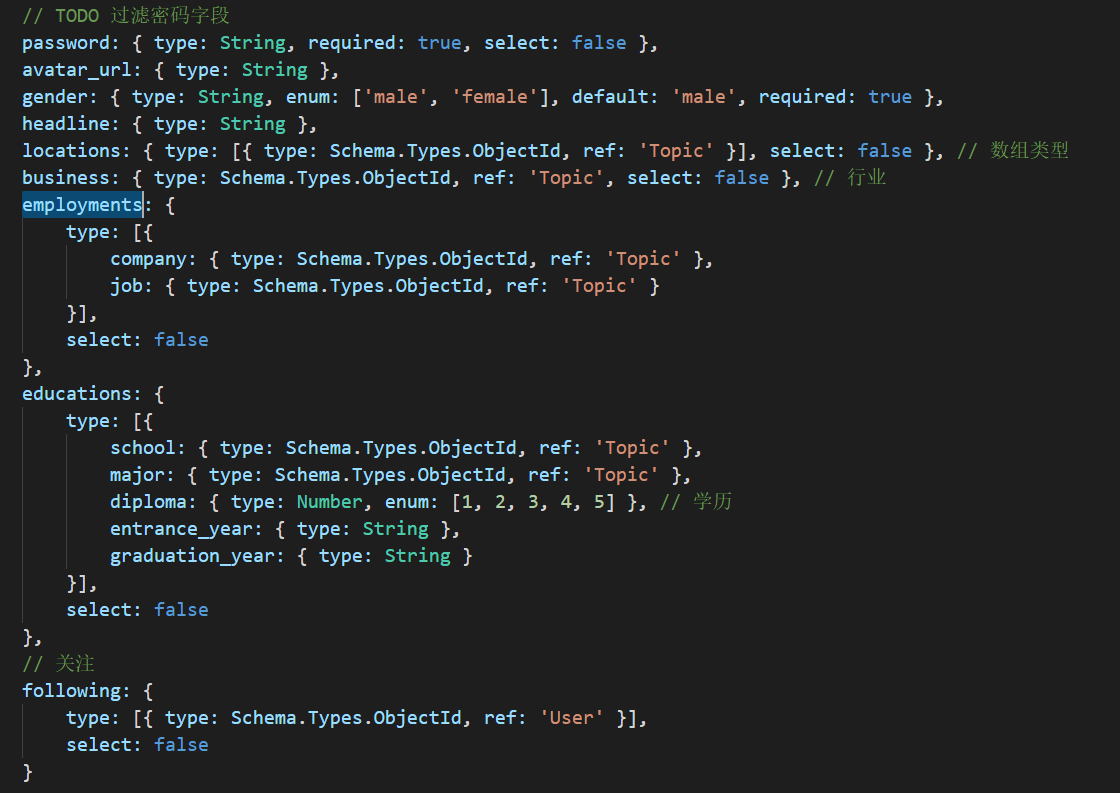 // TODO 过滤密码字段
password: { type: String, required: true, select: false },
avatar_url: { type: String },
gender: { type: String, enum: ['male', 'female'], default: 'male', required: true },
headline: { type: String },
locations: { type: [{ type: Schema.Types.ObjectId, ref: 'Topic' }], select: false }, // 数组类型
business: { type: Schema.Types.ObjectId, ref: 'Topic', select: false }, // 行业
employments: {
    type: [{
        company: { type: Schema.Types.ObjectId, ref: 'Topic' },
        job: { type: Schema.Types.ObjectId, ref: 'Topic' }
    }],
    select: false
},
educations: {
    type: [{
        school: { type: Schema.Types.ObjectId, ref: 'Topic' },
        major: { type: Schema.Types.ObjectId, ref: 'Topic' },
        diploma: { type: Number, enum: [1, 2, 3, 4, 5] }, // 学历
        entrance_year: { type: String },
        graduation_year: { type: String }
    }],
    select: false
},
// 关注
following: {
    type: [{ type: Schema.Types.ObjectId, ref: 'User' }],
    select: false
}